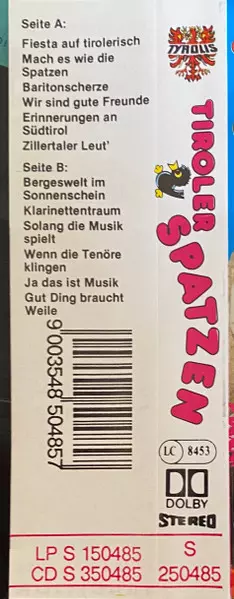 Seite A:
Fiesta auf tirolerisch
Mach es wie die
Spatzen
Baritonscherze
Wir sind gute Freunde
Erinnerungen an
Südtirol
Zillertaler Leut'
Seite B:
Bergeswelt im
Sonnenschein
Klarinettentraum
Solang die Musik
spielt
Wenn die Tenöre
klingen
Ja das ist Musik
Gut Ding braucht
Weile
9 003548 504857
LP S 150485
CD S 350485
TYROLIS
TIROLER
SPATZEN
LC 8453
DOLBY
STEREO
S
250485